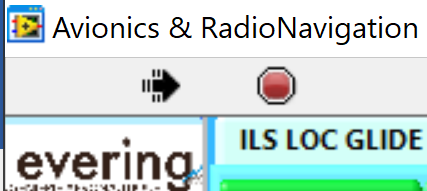 Avionics & RadioNavigation
ILS LOC GLIDE
evering